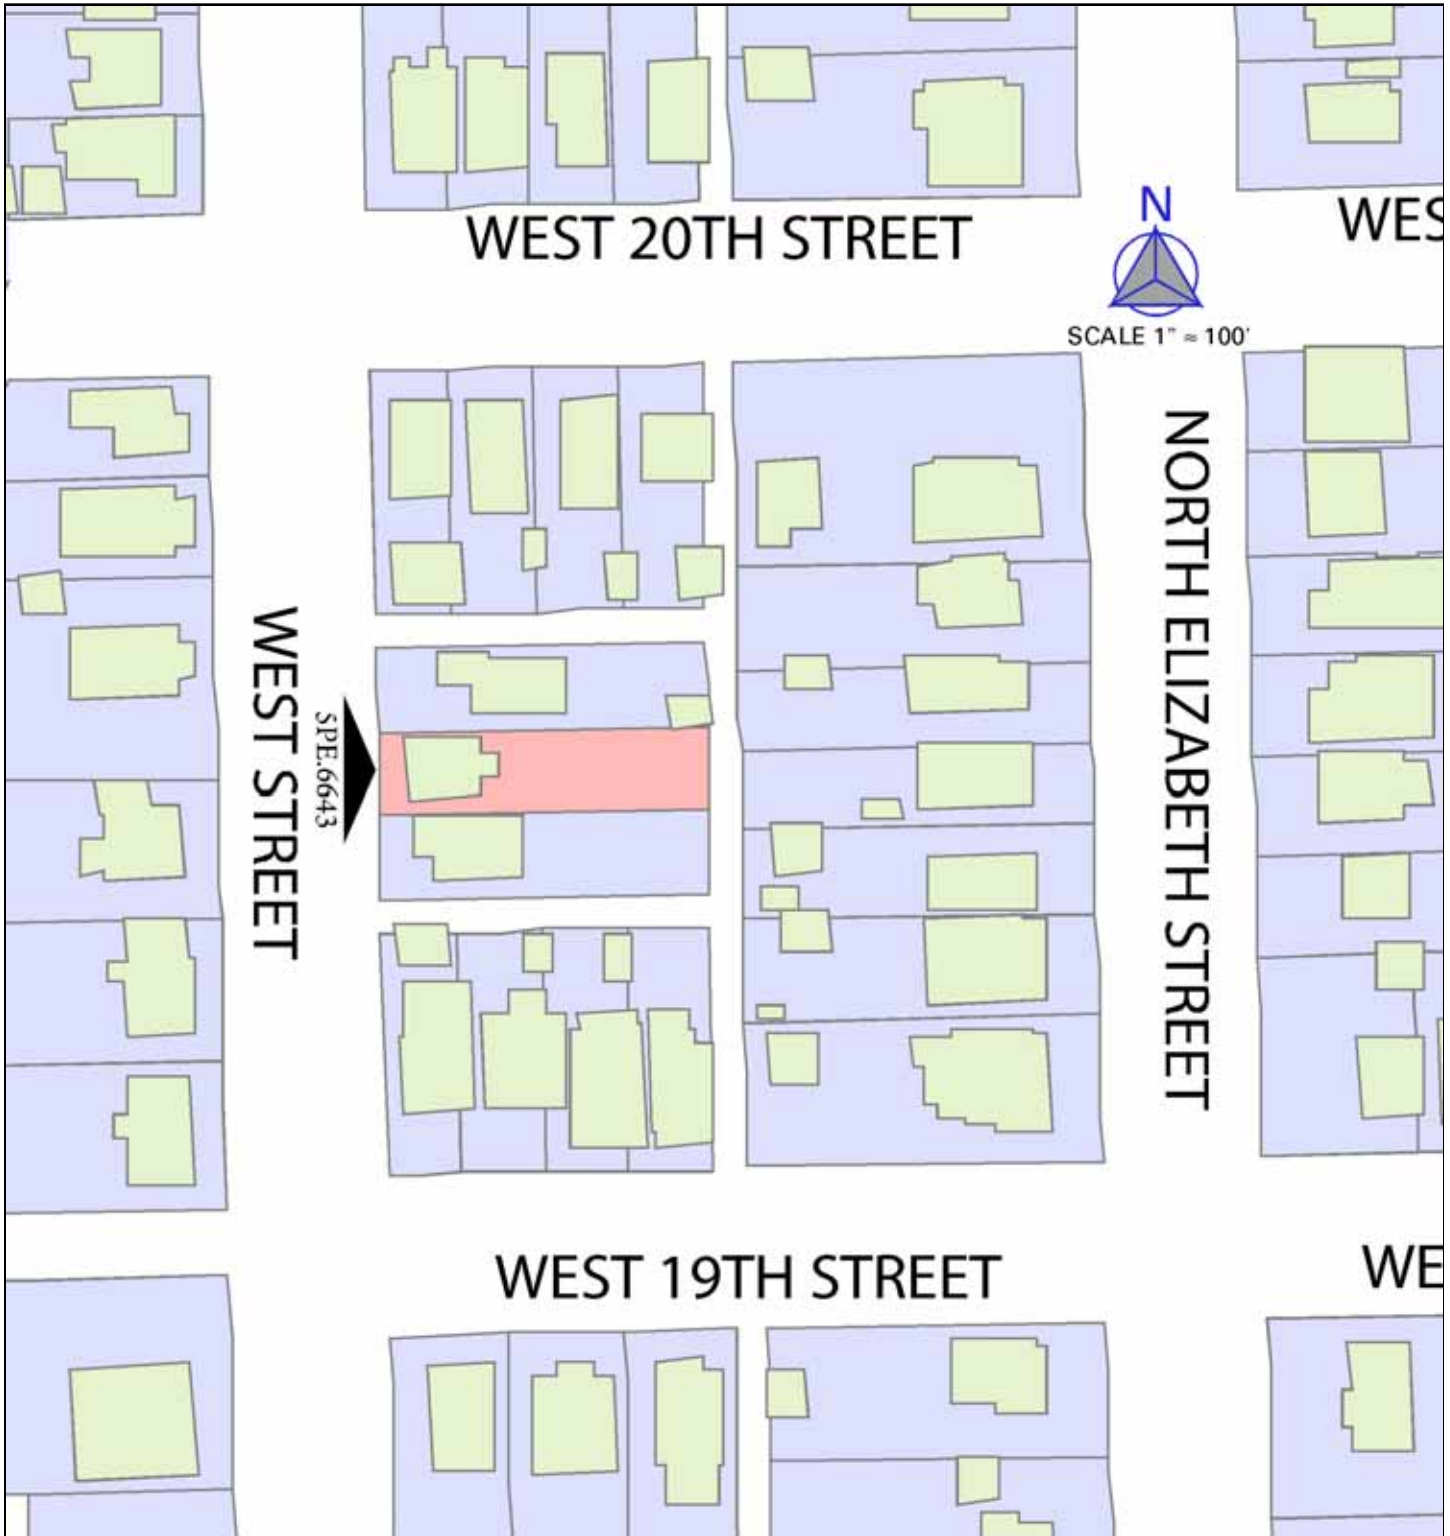 WEST 20TH STREET
WES
N
SCALE 1" ≈ 100'
NORTH ELIZABETH STREET
WEST STREET
SPE.6643
WEST 19TH STREET
WE